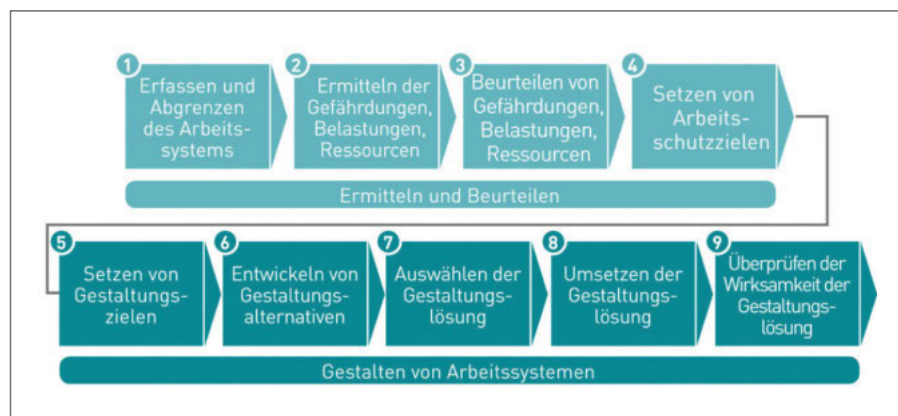 1
Erfassen und
Abgrenzen
des Arbeits-
systems
2
Ermitteln der
Gefährdungen,
Belastungen,
Ressourcen
3
Beurteilen von
Gefährdungen,
Belastungen,
Ressourcen
4
Setzen von
Arbeits-
schutzzielen
Ermitteln und Beurteilen
5
Setzen von
Gestaltungs-
zielen
6
Entwickeln von
Gestaltungs-
alternativen
7
Auswählen der
Gestaltungs-
lösung
8
Umsetzen der
Gestaltungs-
lösung
9
Überprüfen der
Wirksamkeit der
Gestaltungs-
lösung
Gestalten von Arbeitssystemen